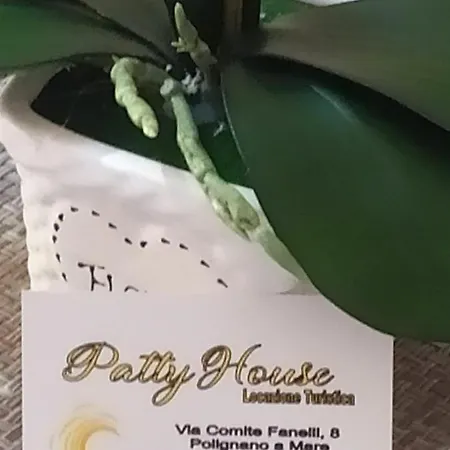 Patty House
Locazione Turistica
Via Comite Fanelli, 8
Polignano a Mare